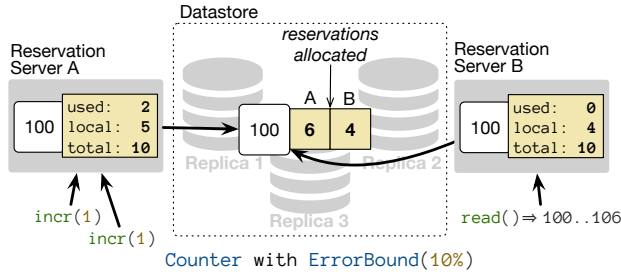 Datastore
Reservation
Server A
reservations
allocated
Reservation
Server B
100
used: 2
local: 5
total: 10
A B
100 6 4
100
used: 0
local: 4
total: 10
Replica 1
Replica 2
Replica 3
incr(1)
incr(1)
read()⇒100..106
Counter with ErrorBound(10%)